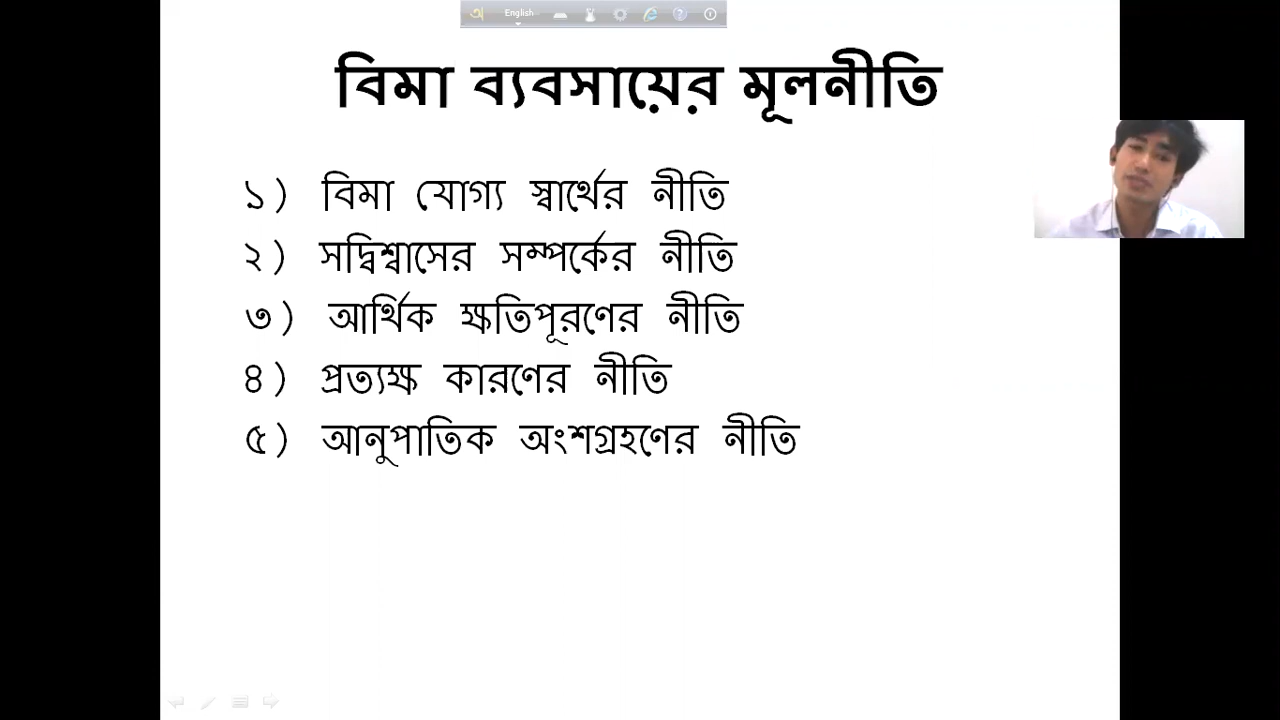 English
বিমা ব্যবসায়ের মূলনীতি
১) বিমা যোগ্য স্বার্থের নীতি
২) সদ্বিশ্বাসের সম্পর্কের নীতি
৩) আর্থিক ক্ষতিপূরণের নীতি
৪) প্রত্যক্ষ কারণের নীতি
৫) আনুপাতিক অংশগ্রহণের নীতি